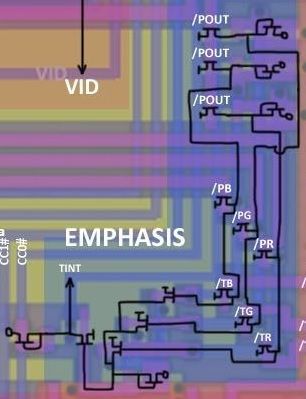 /POUT
/POUT
VID
VID
/POUT
/PB
/PG
EMPHASIS
/PR
CC1#
CC0#
TINT
/TB
/TG
/TR